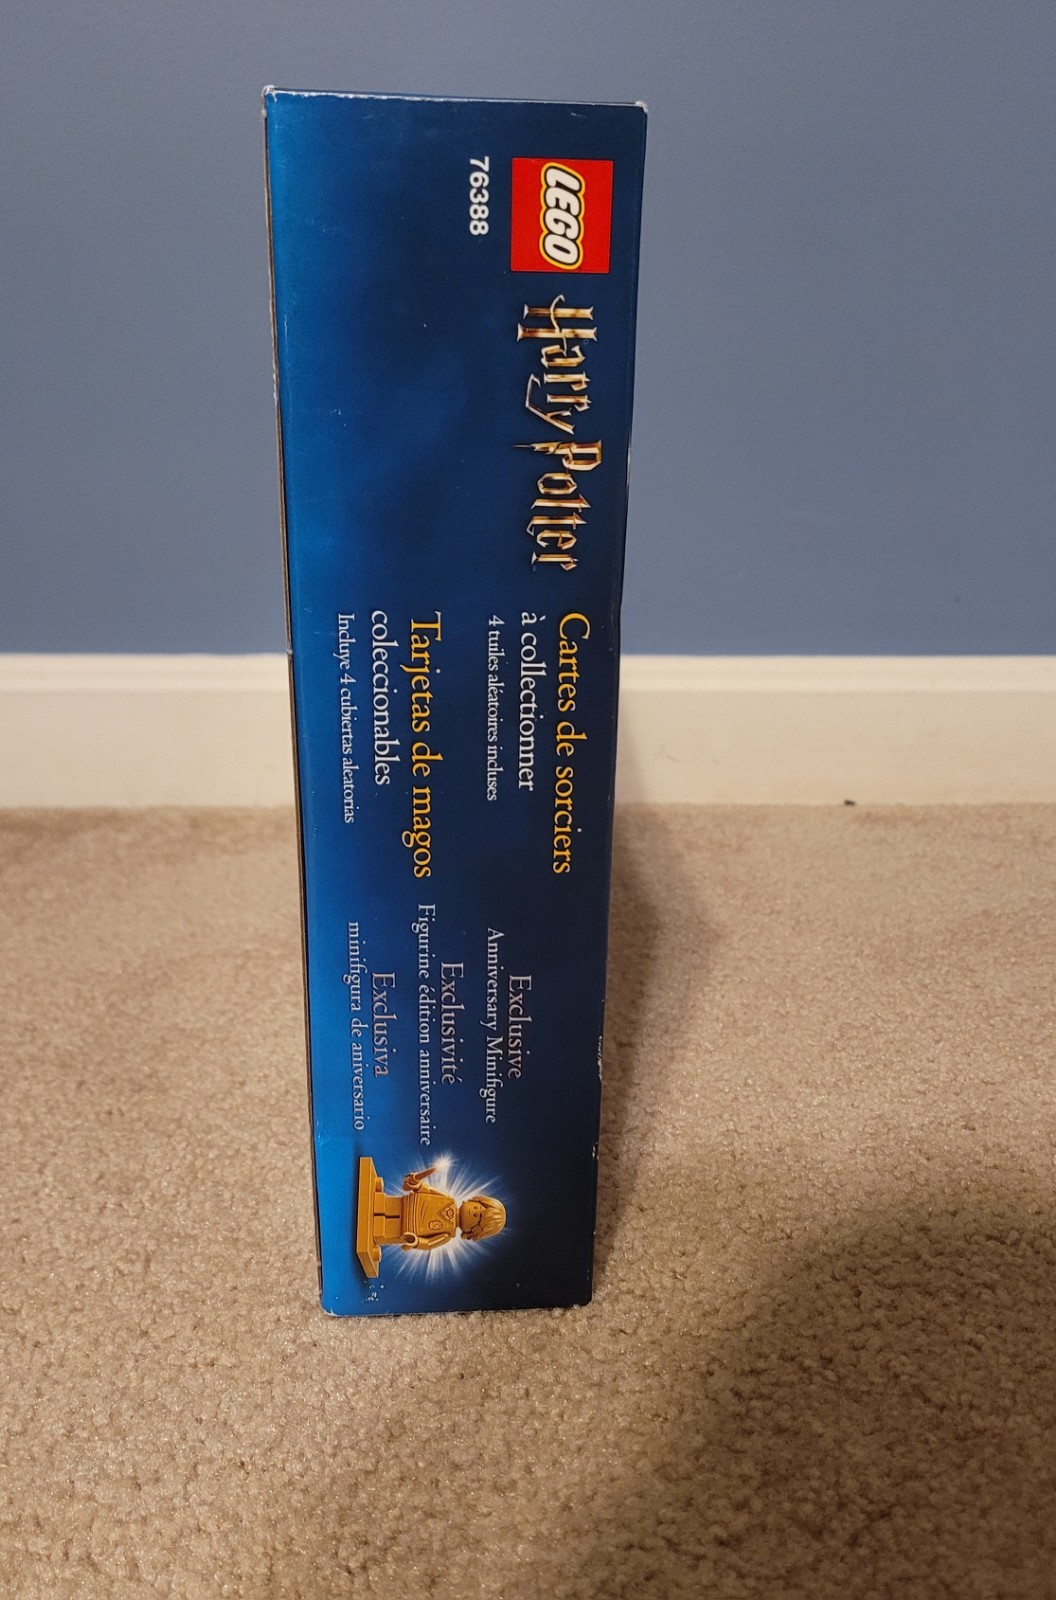 LEGO
76388
Harry Potter
Cartes de sorciers
à collectionner
4 tuiles aléatoires incluses
Tarjetas de magos
coleccionables
Incluye 4 cubiertas aleatorias
Exclusive
Anniversary Minifigure
Exclusivité
Figurine édition anniversaire
Exclusiva
minifigura de aniversario